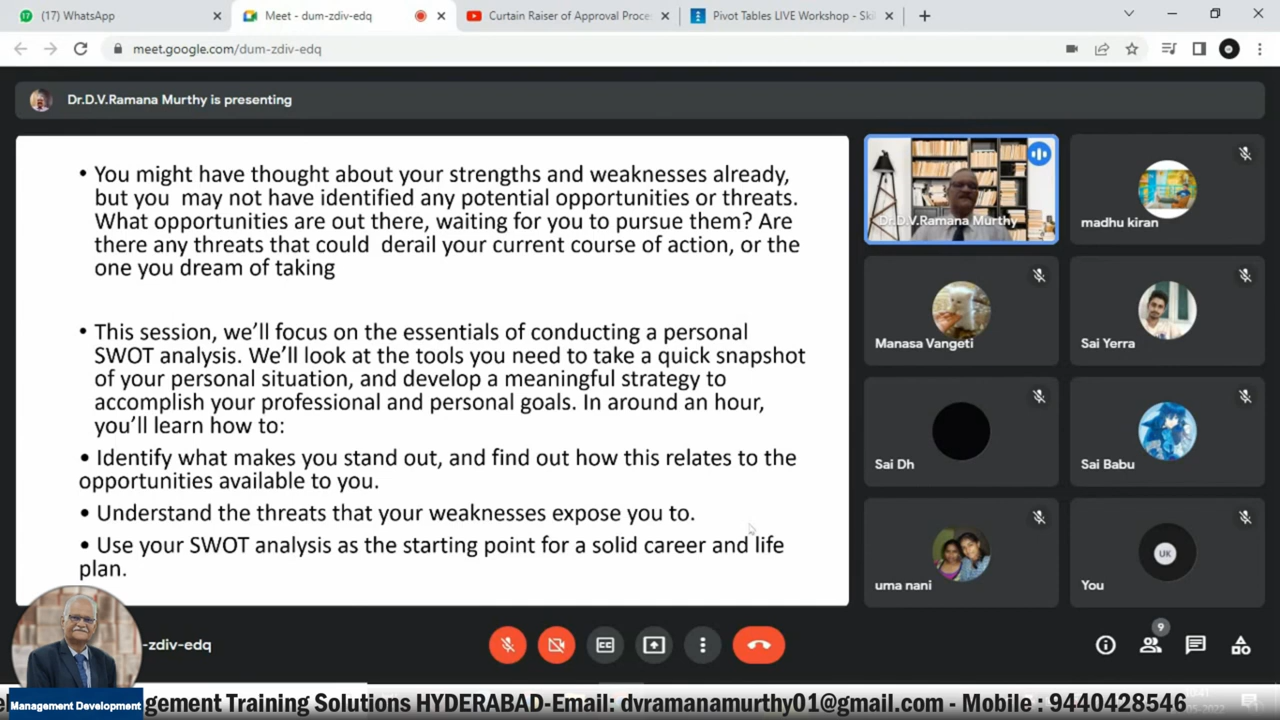 (17) WhatsApp
Meet - dum-zdiv-edq
Curtain Raiser of Approval Proce
Pivot Tables LIVE Workshop - Ski
meet.google.com/dum-zdiv-edq
Dr.D.V.Ramana Murthy is presenting
• You might have thought about your strengths and weaknesses already,
but you may not have identified any potential opportunities or threats.
What opportunities are out there, waiting for you to pursue them? Are
there any threats that could derail your current course of action, or the
one you dream of taking
• This session, we'll focus on the essentials of conducting a personal
SWOT analysis. We'll look at the tools you need to take a quick snapshot
of your personal situation, and develop a meaningful strategy to
accomplish your professional and personal goals. In around an hour,
you'll learn how to:
• Identify what makes you stand out, and find out how this relates to the
opportunities available to you.
• Understand the threats that your weaknesses expose you to.
• Use your SWOT analysis as the starting point for a solid career and life
plan.
Dr.D.V.Ramana Murthy
madhu kiran
Manasa Vangeti
Sai Yerra
Sai Dh
Sai Babu
uma nani
UK
You
-zdiv-edq
CC
9
Management Development
gement Training Solutions HYDERABAD-Email: dvramanamurthy01@gmail.com - Mobile : 9440428546